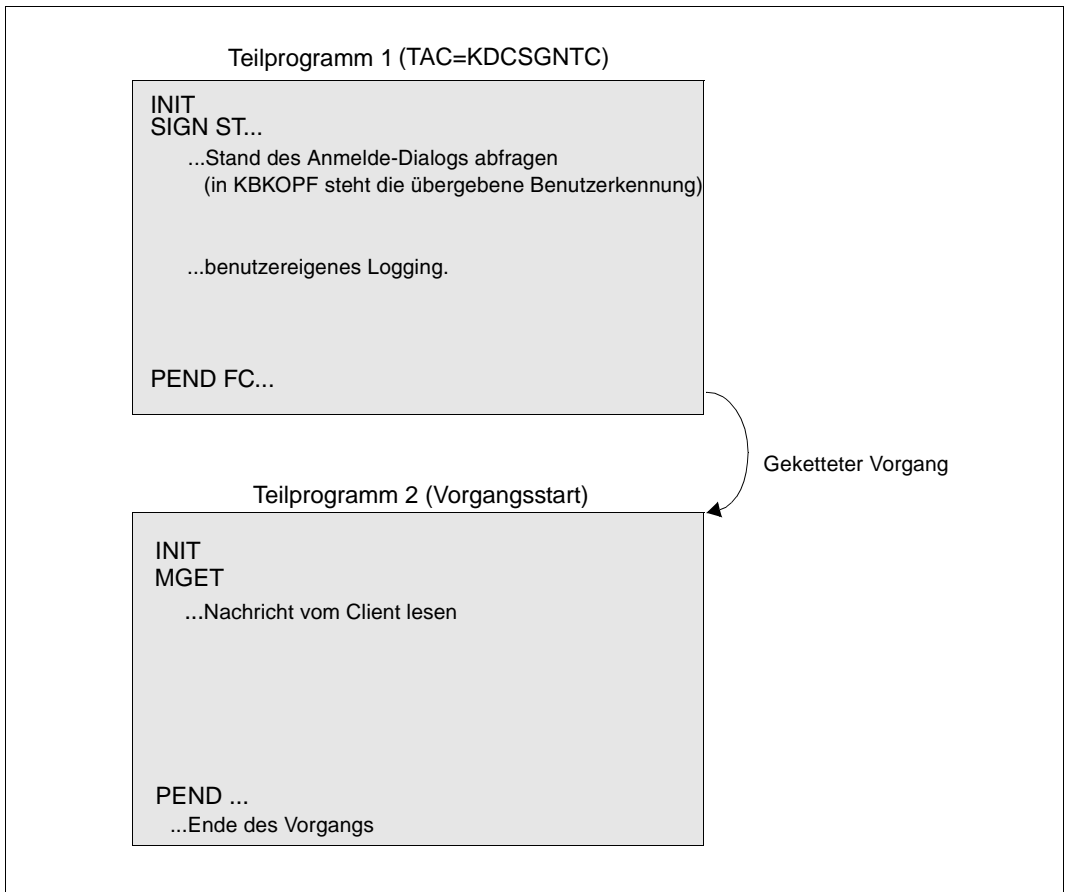 Teilprogramm 1 (TAC=KDCSGNTC)
INIT
SIGN ST...
...Stand des Anmelde-Dialogs abfragen
(in KBKOPF steht die übergebene Benutzerkennung)
...benutzereigenes Logging.
PEND FC...
Geketteter Vorgang
Teilprogramm 2 (Vorgangsstart)
INIT
MGET
...Nachricht vom Client lesen
PEND ...
...Ende des Vorgangs